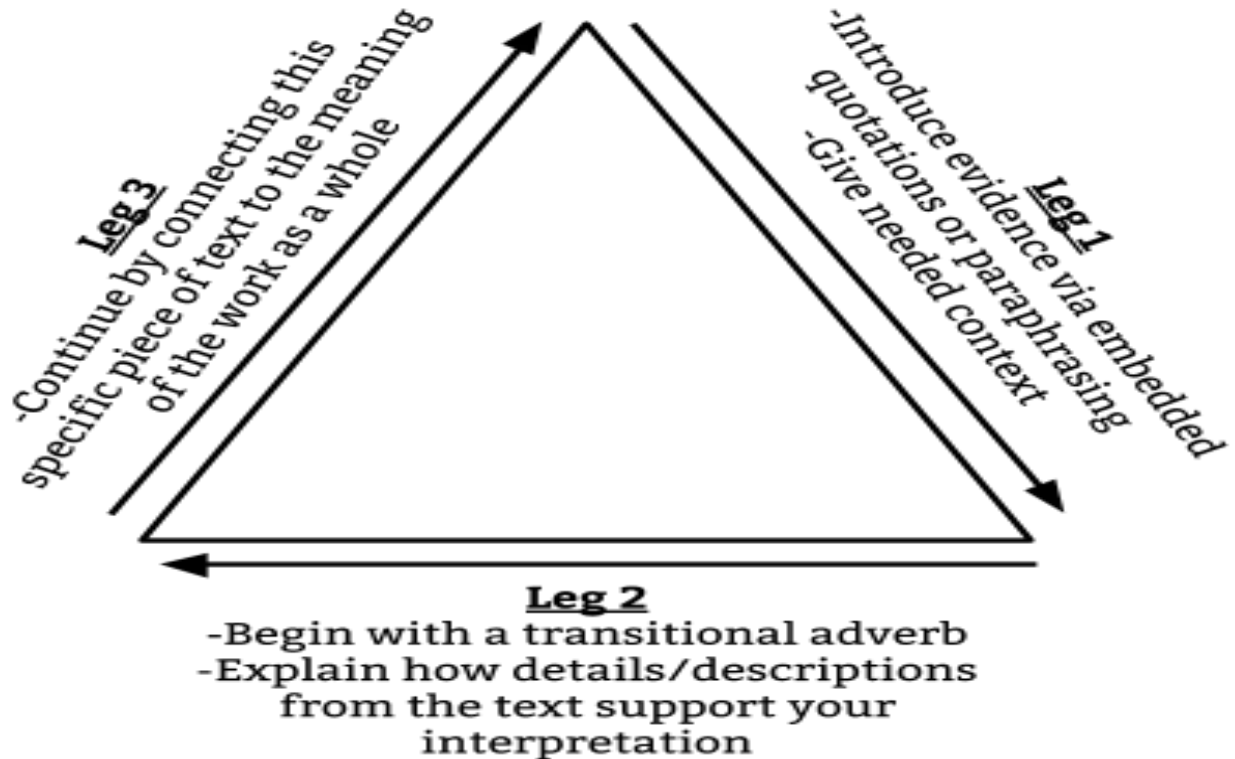 Leg 1
-Introduce evidence via embedded
quotations or paraphrasing
-Give needed context
Leg 2
-Begin with a transitional adverb
-Explain how details/descriptions
from the text support your
interpretation
Leg 3
-Continue by connecting this
specific piece of text to the meaning
of the work as a whole